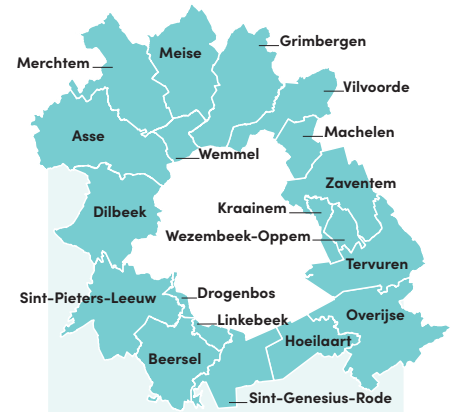 Grimbergen
Meise
Merchtem
Vilvoorde
Machelen
Asse
Wemmel
Zaventem
Kraainem
Dilbeek
Wezembeek-Oppem
Tervuren
Drogenbos
Sint-Pieters-Leeuw
Overijse
Linkebeek
Hoeilaart
Beersel
Sint-Genesius-Rode